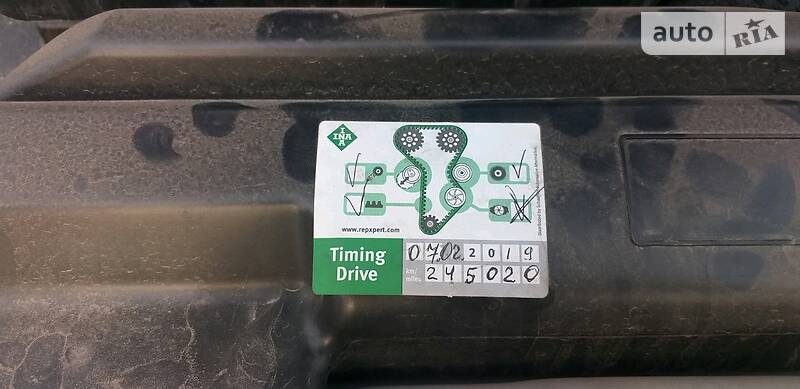 auto RIA
INA
www.repxpert.com
Timing Drive
07.02.2019
km/miles
245020